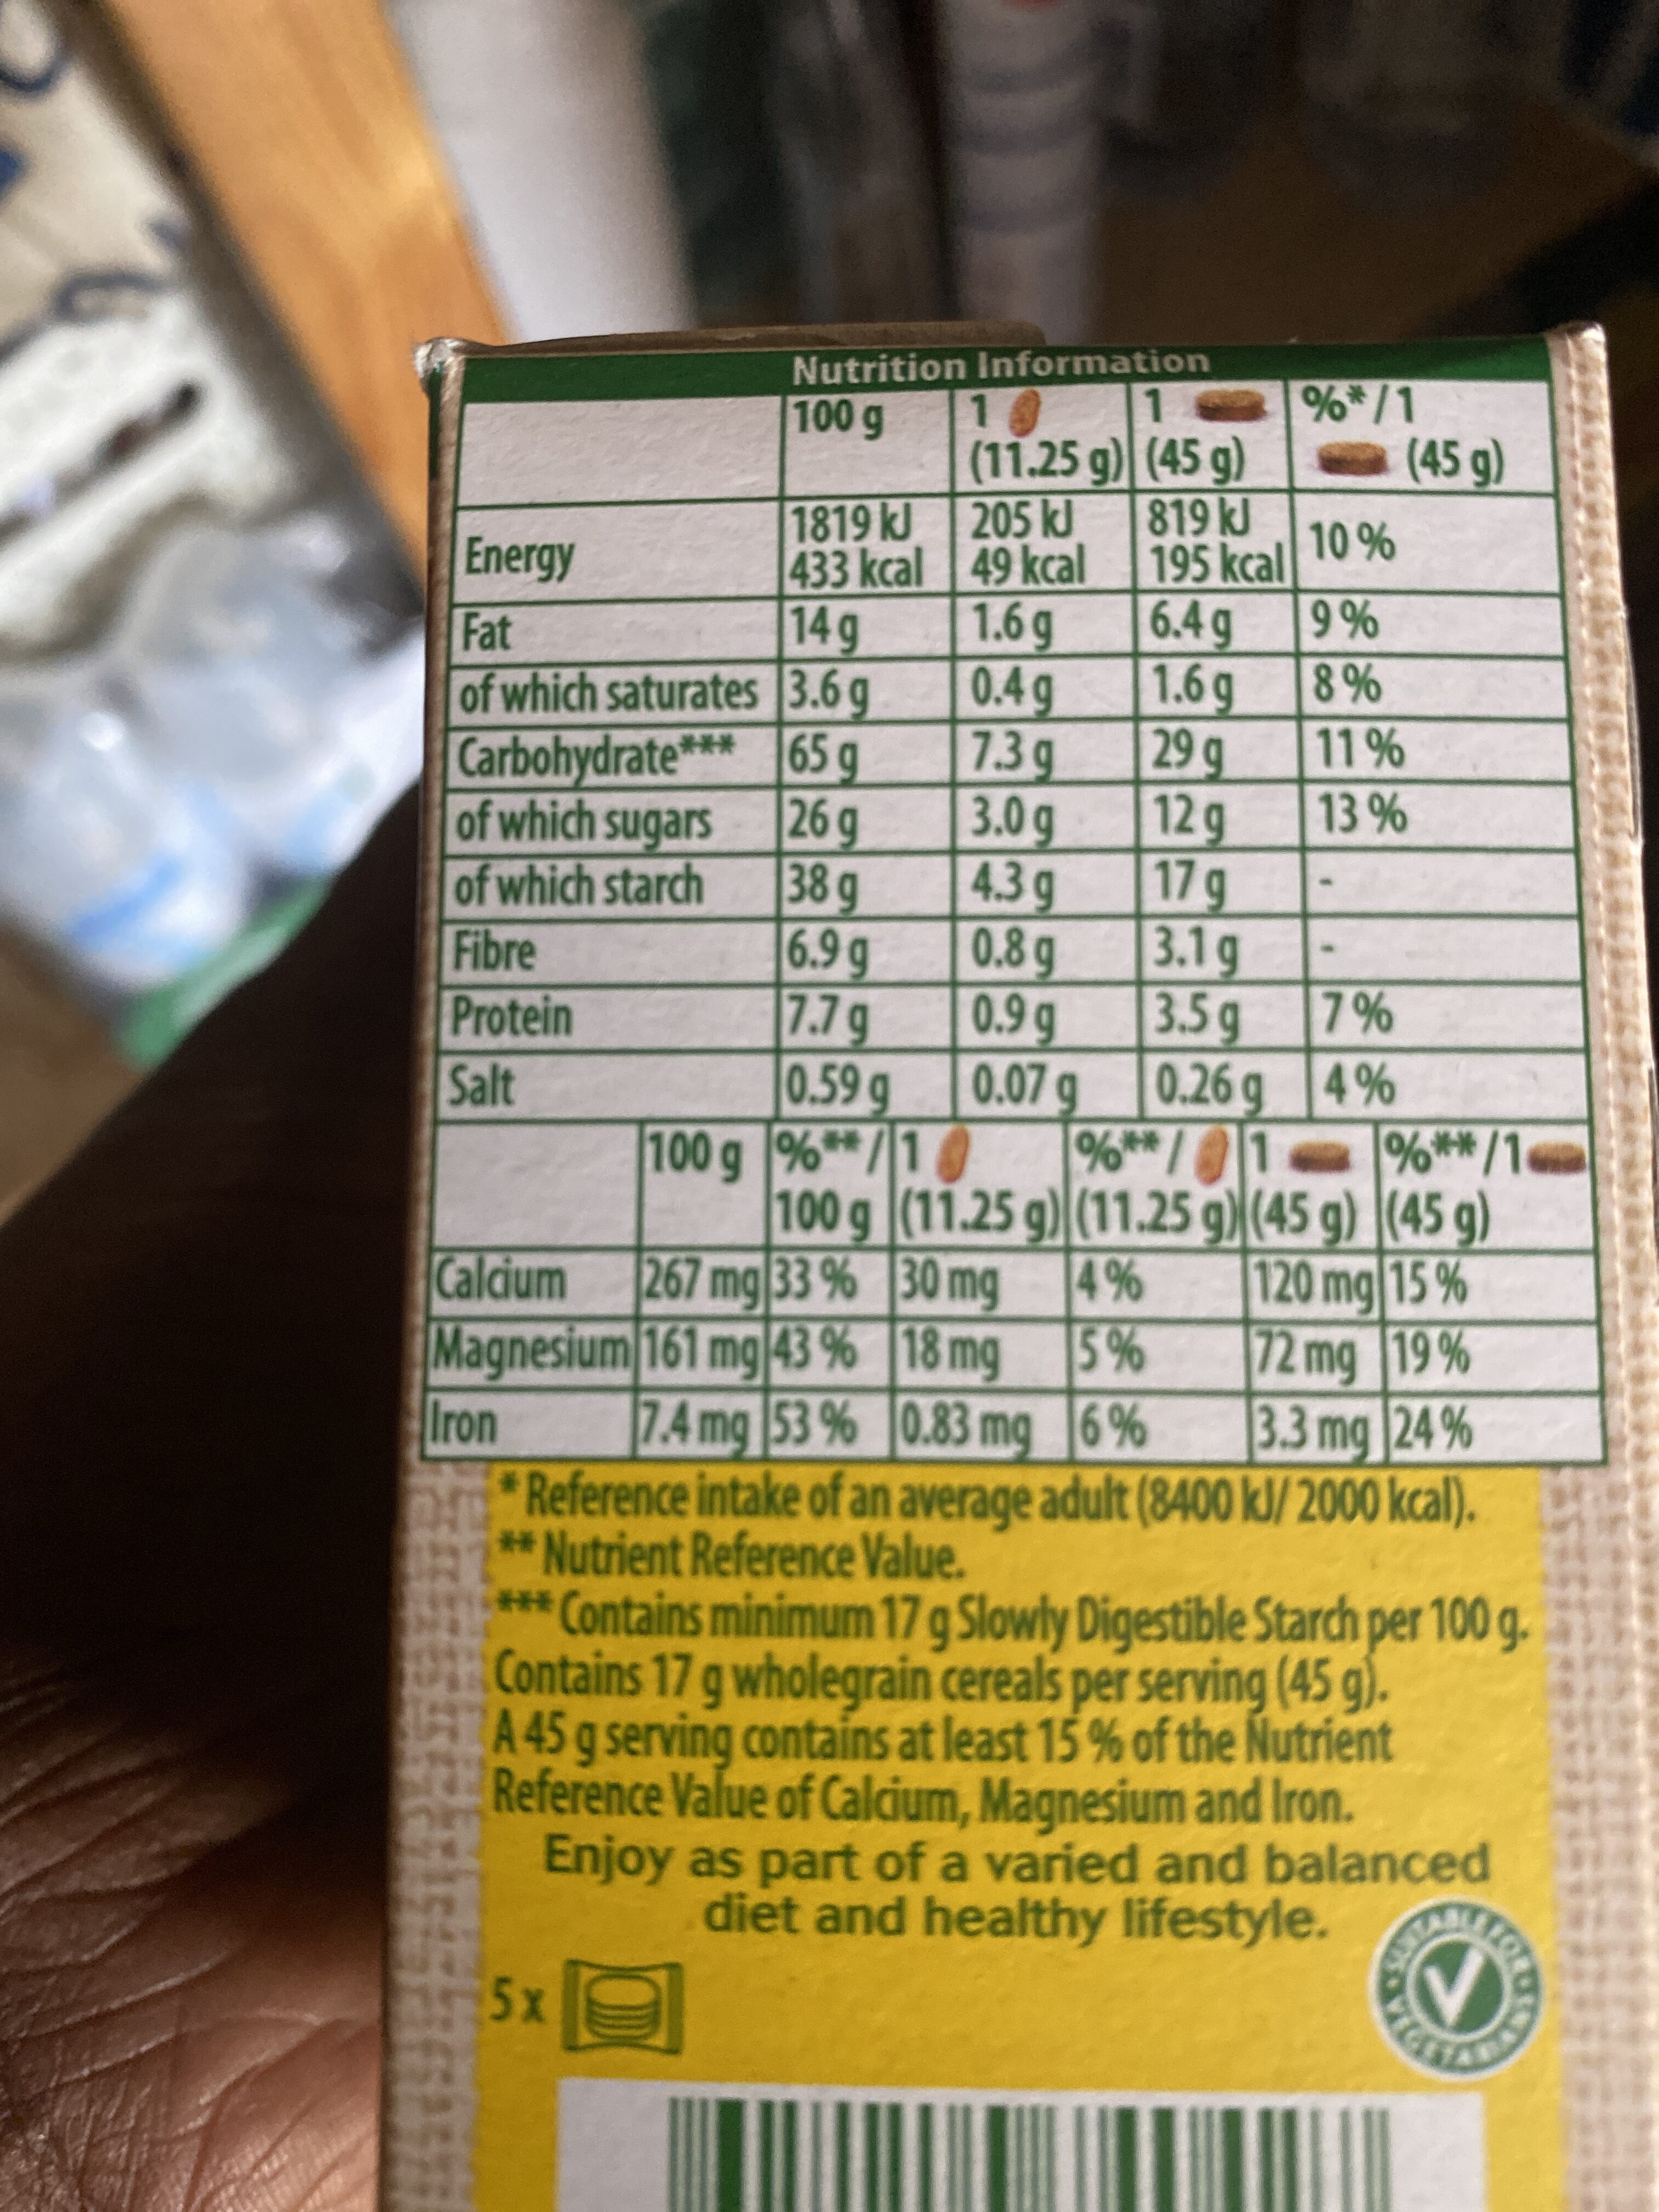 Nutrition Information
100 g 1 1 %*/1
(11.25 g) (45 g) (45 g)
Energy 1819 kJ 205 kJ 819 kJ 10 %
433 kcal 49 kcal 195 kcal
Fat 14 g 1.6 g 6.4 g 9 %
of which saturates 3.6 g 0.4 g 1.6 g 8 %
Carbohydrate*** 65 g 7.3 g 29 g 11 %
of which sugars 26 g 3.0 g 12 g 13 %
of which starch 38 g 4.3 g 17 g -
Fibre 6.9 g 0.8 g 3.1 g -
Protein 7.7 g 0.9 g 3.5 g 7 %
Salt 0.59 g 0.07 g 0.26 g 4 %
100 g %**/ 1 %**/ 1 %**/1
100 g (11.25 g) (11.25 g) (45 g) (45 g)
Calcium 267 mg 33 % 30 mg 4 % 120 mg 15 %
Magnesium 161 mg 43 % 18 mg 5 % 72 mg 19 %
Iron 7.4 mg 53 % 0.83 mg 6 % 3.3 mg 24 %
* Reference intake of an average adult (8400 kJ/ 2000 kcal).
** Nutrient Reference Value.
*** Contains minimum 17 g Slowly Digestible Starch per 100 g.
Contains 17 g wholegrain cereals per serving (45 g).
A 45 g serving contains at least 15 % of the Nutrient
Reference Value of Calcium, Magnesium and Iron.
Enjoy as part of a varied and balanced
diet and healthy lifestyle.
5 x
SUITABLE FOR VEGETARIANS